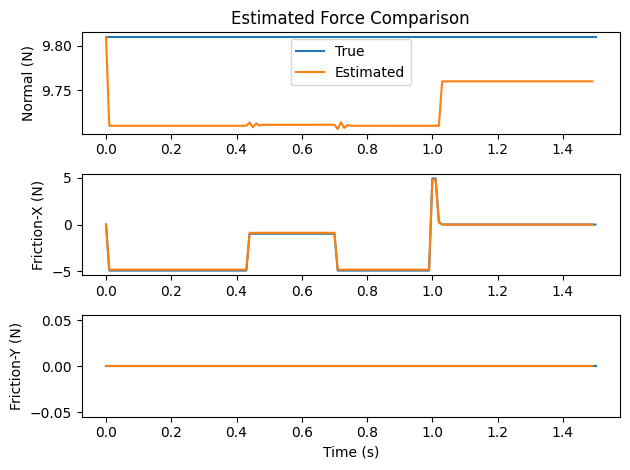 Estimated Force Comparison
Normal (N)
9.80
9.75
True
Estimated
0.0 0.2 0.4 0.6 0.8 1.0 1.2 1.4
Friction-X (N)
5
0
−5
0.0 0.2 0.4 0.6 0.8 1.0 1.2 1.4
Friction-Y (N)
0.05
0.00
−0.05
0.0 0.2 0.4 0.6 0.8 1.0 1.2 1.4
Time (s)